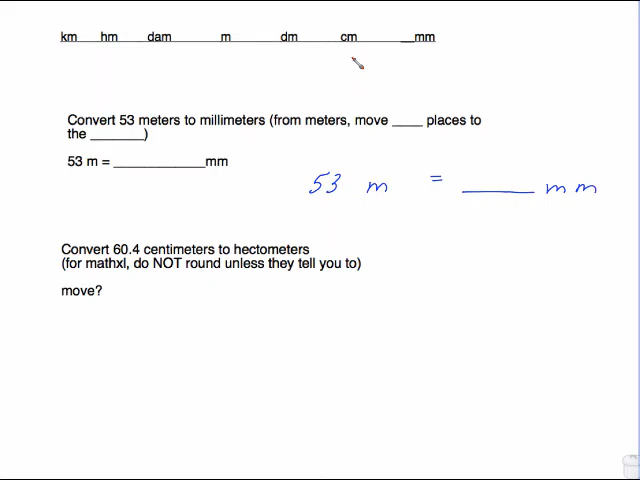 km hm dam m dm cm __mm
Convert 53 meters to millimeters (from meters, move ____ places to
the _______)
53 m = ____________mm
53 m = _____ mm
Convert 60.4 centimeters to hectometers
(for mathxl, do NOT round unless they tell you to)
move?